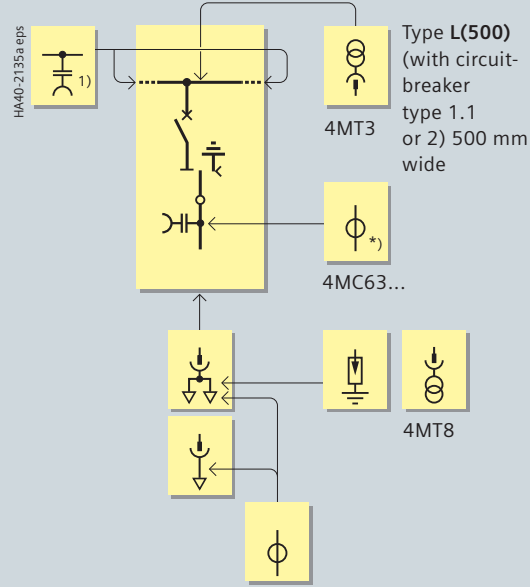 HA40-2135a eps
1)
4MT3
Type L(500)
(with circuit-
breaker
type 1.1
or 2) 500 mm
wide
*)
4MC63...
4MT8